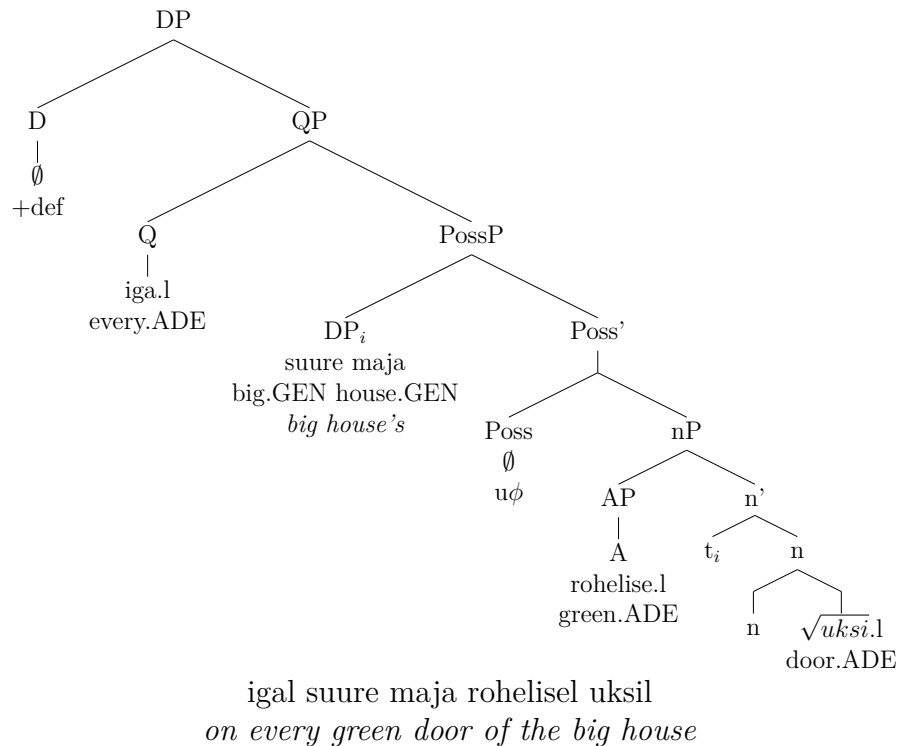 DP
D QP
∅
+def
Q PossP
iga.l
every.ADE
DPᵢ Poss'
suure maja
big.GEN house.GEN
big house's
Poss nP
∅
uϕ
AP n'
A tᵢ n
rohelise.l
green.ADE
n √uksi.l
door.ADE
igal suure maja rohelisel uksil
on every green door of the big house